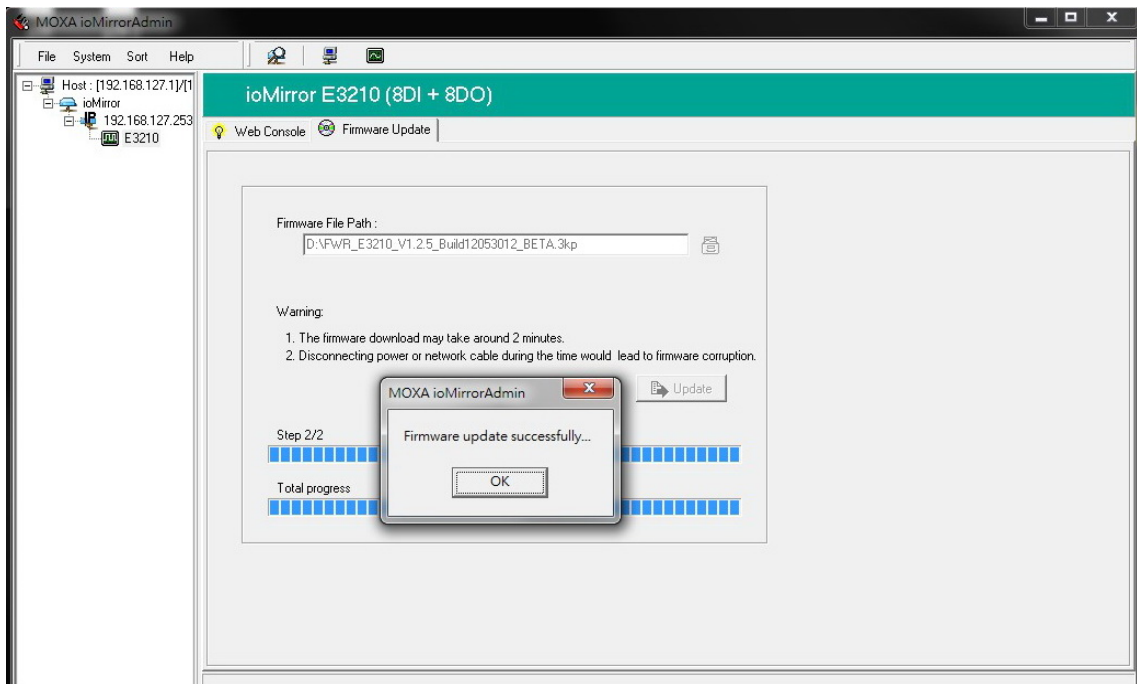 MOXA ioMirrorAdmin
File System Sort Help
Host : [192.168.127.1]/[1
ioMirror
192.168.127.253
E3210
ioMirror E3210 (8DI + 8DO)
Web Console Firmware Update
Firmware File Path :
D:\FWR_E3210_V1.2.5_Build12053012_BETA.3kp
Warning:
1. The firmware download may take around 2 minutes.
2. Disconnecting power or network cable during the time would lead to firmware corruption.
Update
MOXA ioMirrorAdmin
Firmware update successfully...
OK
Step 2/2
Total progress